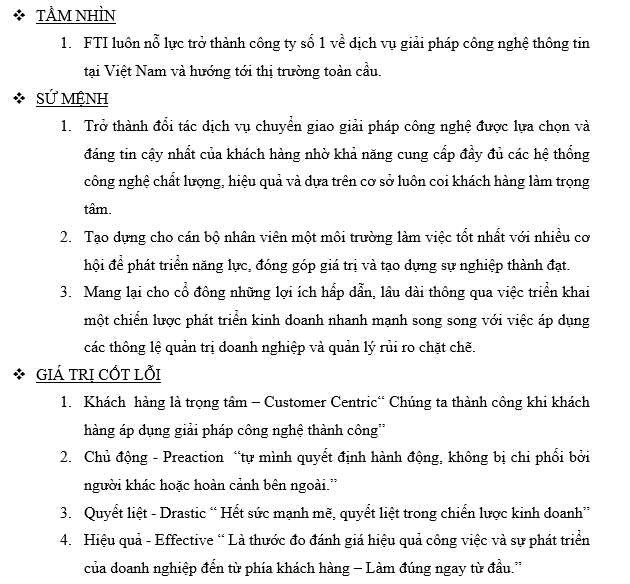 ❖ TẦM NHÌN
1. FTI luôn nỗ lực trở thành công ty số 1 về dịch vụ giải pháp công nghệ thông tin
tại Việt Nam và hướng tới thị trường toàn cầu.
❖ SỨ MỆNH
1. Trở thành đối tác dịch vụ chuyển giao giải pháp công nghệ được lựa chọn và
đáng tin cậy nhất của khách hàng nhờ khả năng cung cấp đầy đủ các hệ thống
công nghệ chất lượng, hiệu quả và dựa trên cơ sở luôn coi khách hàng làm trọng
tâm.
2. Tạo dựng cho cán bộ nhân viên một môi trường làm việc tốt nhất với nhiều cơ
hội để phát triển năng lực, đóng góp giá trị và tạo dựng sự nghiệp thành đạt.
3. Mang lại cho cổ đông những lợi ích hấp dẫn, lâu dài thông qua việc triển khai
một chiến lược phát triển kinh doanh nhanh mạnh song song với việc áp dụng
các thông lệ quản trị doanh nghiệp và quản lý rủi ro chặt chẽ.
❖ GIÁ TRỊ CỐT LỖI
1. Khách hàng là trọng tâm – Customer Centric“ Chúng ta thành công khi khách
hàng áp dụng giải pháp công nghệ thành công”
2. Chủ động - Preaction “tự mình quyết định hành động, không bị chi phối bởi
người khác hoặc hoàn cảnh bên ngoài.”
3. Quyết liệt - Drastic “ Hết sức mạnh mẽ, quyết liệt trong chiến lược kinh doanh”
4. Hiệu quả - Effective “ Là thước đo đánh giá hiệu quả công việc và sự phát triển
của doanh nghiệp đến từ phía khách hàng – Làm đúng ngay từ đầu.”